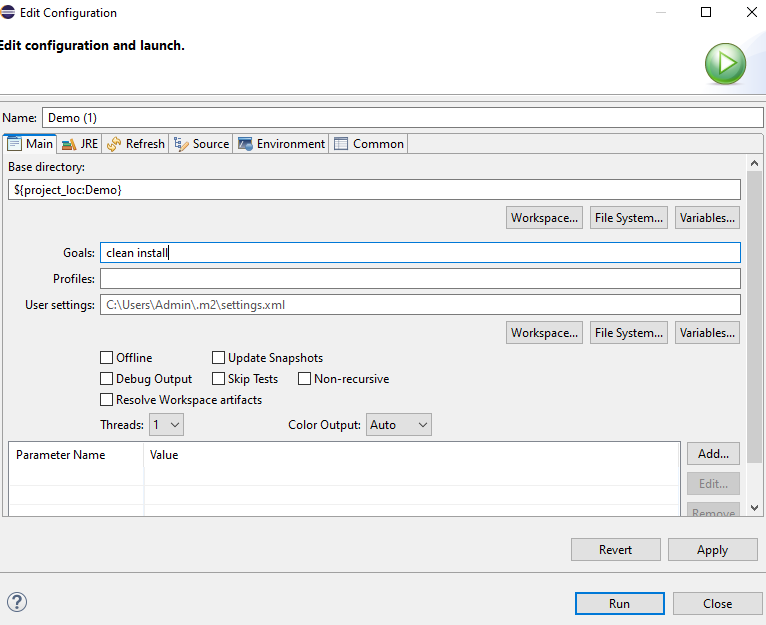 Edit Configuration
Edit configuration and launch.
Name: Demo (1)
Main JRE Refresh Source Environment Common
Base directory:
${project_loc:Demo}
Workspace... File System... Variables...
Goals: clean install
Profiles:
User settings: C:\Users\Admin\.m2\settings.xml
Workspace... File System... Variables...
Offline Update Snapshots
Debug Output Skip Tests Non-recursive
Resolve Workspace artifacts
Threads: 1 Color Output: Auto
Parameter Name Value Add...
Edit...
Remove
Revert Apply
? Run Close